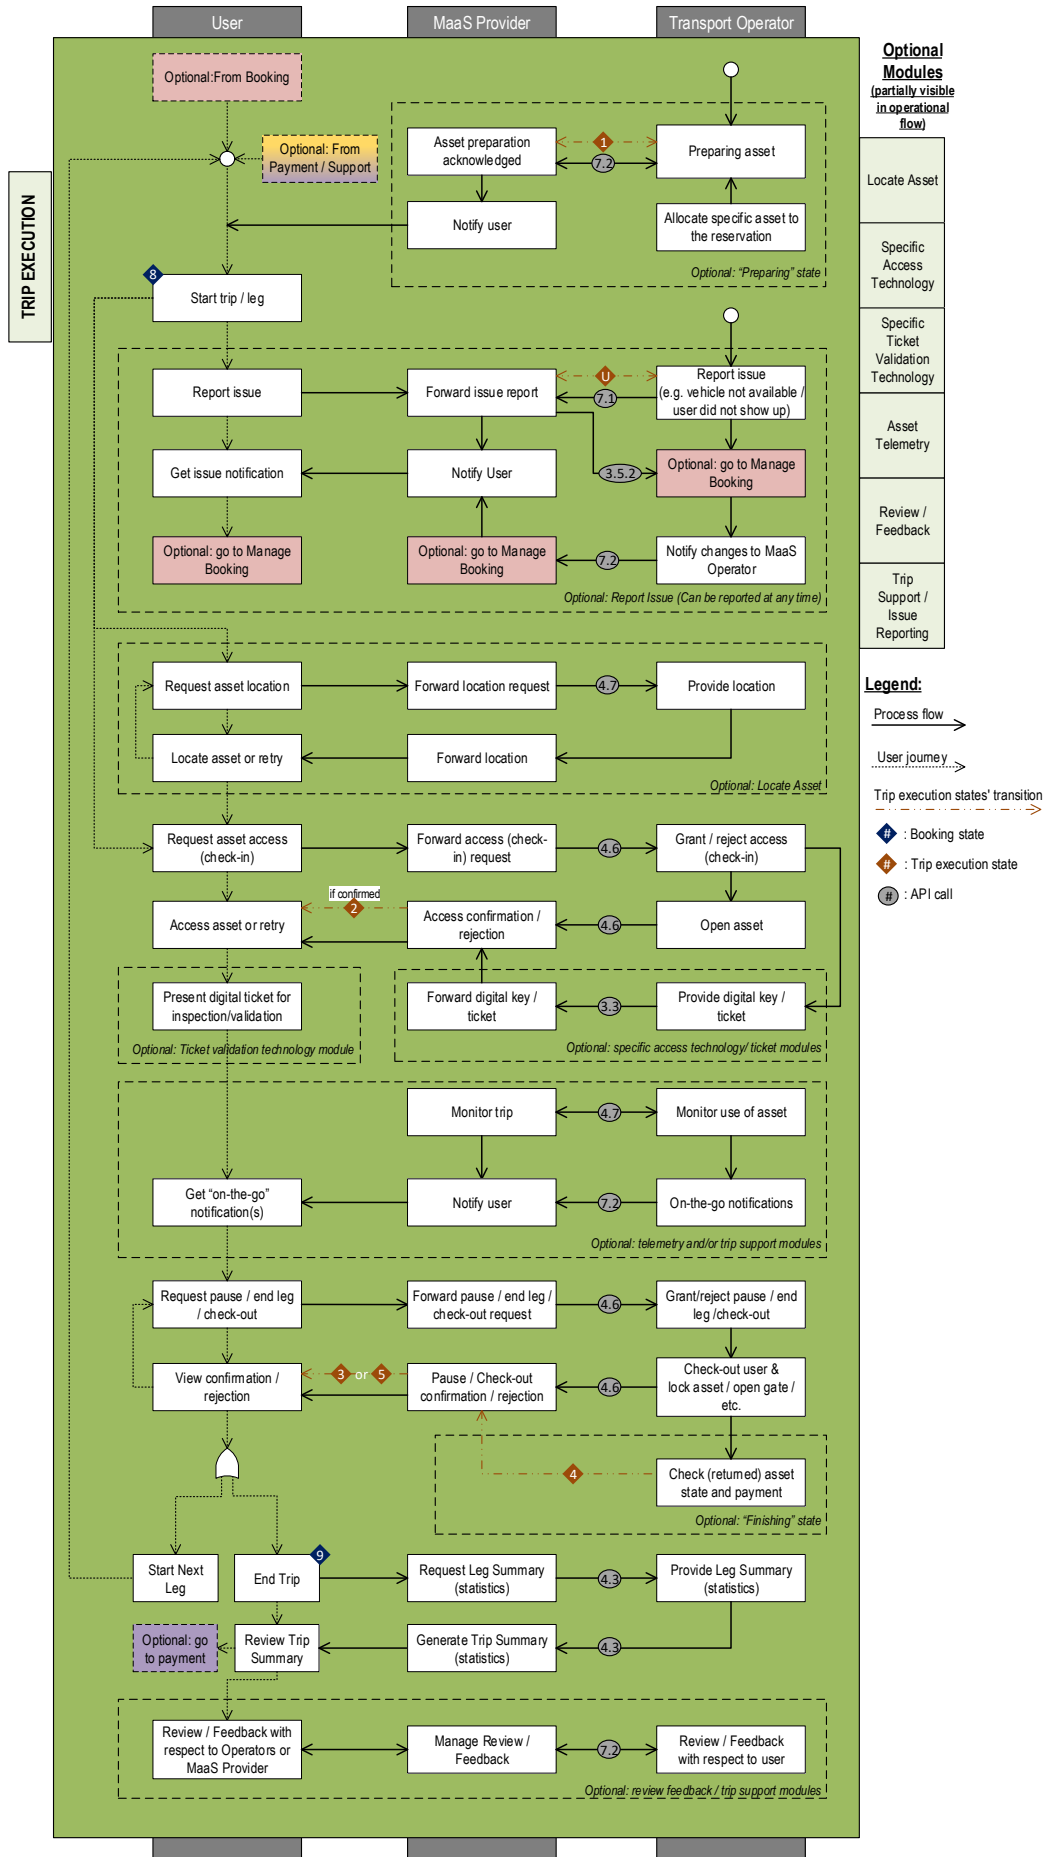 User
MaaS Provider
Transport Operator
TRIP EXECUTION
Optional:From Booking
Optional: From
Payment / Support
Asset preparation
acknowledged
1
7.2
Preparing asset
Notify user
Allocate specific asset to
the reservation
Optional: “Preparing” state
8
Start trip / leg
Report issue
Forward issue report
U
7.1
Report issue
(e.g. vehicle not available /
user did not show up)
Get issue notification
Notify User
3.5.2
Optional: go to Manage
Booking
Optional: go to Manage
Booking
Optional: go to Manage
Booking
7.2
Notify changes to MaaS
Operator
Optional: Report Issue (Can be reported at any time)
Request asset location
Forward location request
4.7
Provide location
Locate asset or retry
Forward location
Optional: Locate Asset
Request asset access
(check-in)
Forward access (check-
in) request
4.6
Grant / reject access
(check-in)
if confirmed
2
Access asset or retry
Access confirmation /
rejection
4.6
Open asset
Present digital ticket for
inspection/validation
Optional: Ticket validation technology module
Forward digital key /
ticket
3.3
Provide digital key /
ticket
Optional: specific access technology/ ticket modules
Monitor trip
4.7
Monitor use of asset
Get “on-the-go”
notification(s)
Notify user
7.2
On-the-go notifications
Optional: telemetry and/or trip support modules
Request pause / end leg
/ check-out
Forward pause / end leg /
check-out request
4.6
Grant/reject pause / end
leg /check-out
View confirmation /
rejection
3 or 5
Pause / Check-out
confirmation / rejection
4.6
Check-out user &
lock asset / open gate /
etc.
4
Check (returned) asset
state and payment
Optional: “Finishing” state
Start Next
Leg
9
End Trip
Request Leg Summary
(statistics)
4.3
Provide Leg Summary
(statistics)
Optional: go
to payment
Review Trip
Summary
Generate Trip Summary
(statistics)
4.3
Review / Feedback with
respect to Operators or
MaaS Provider
Manage Review /
Feedback
7.2
Review / Feedback
with respect to user
Optional: review feedback / trip support modules
Optional
Modules
(partially visible
in operational
flow)
Locate Asset
Specific
Access
Technology
Specific
Ticket
Validation
Technology
Asset
Telemetry
Review /
Feedback
Trip
Support /
Issue
Reporting
Legend:
Process flow
User journey
Trip execution states' transition
# : Booking state
# : Trip execution state
# : API call